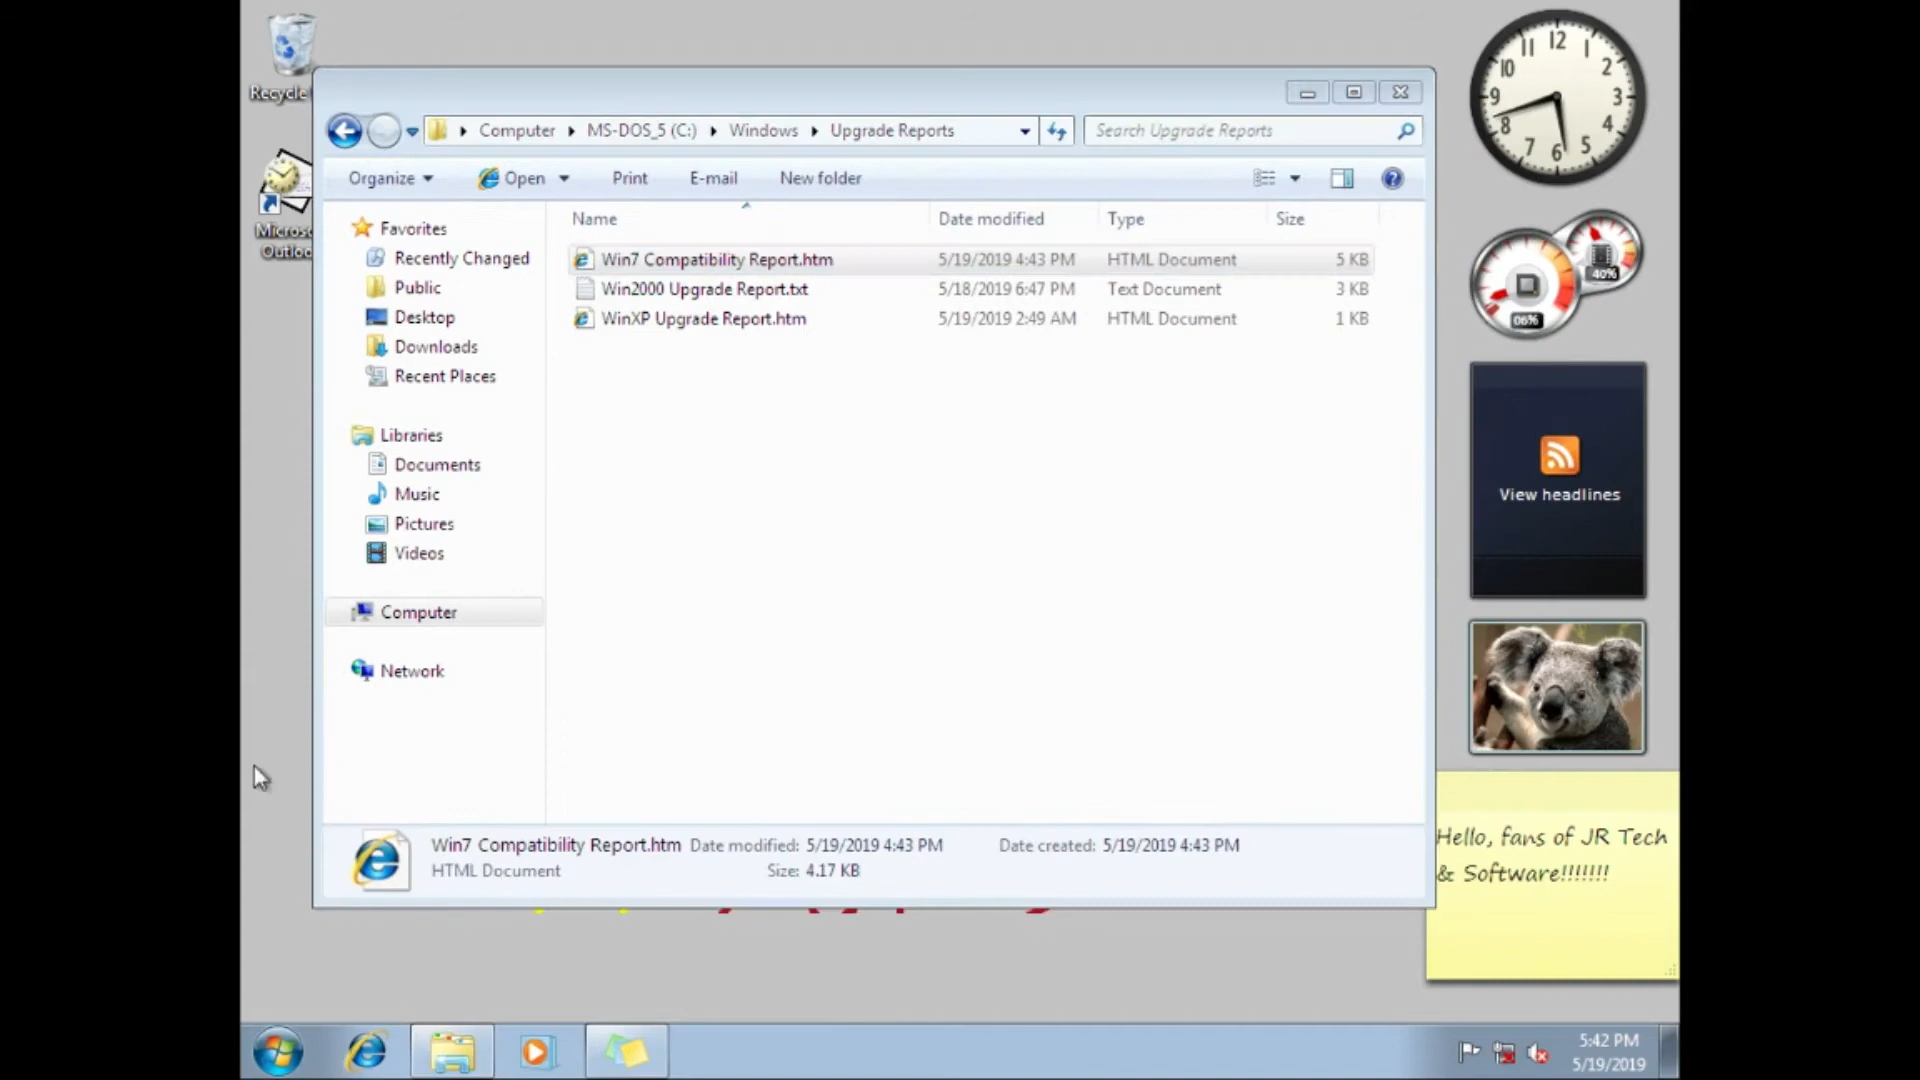 Recycle
Microso
Outloo
Computer
MS-DOS_5 (C:)
Windows
Upgrade Reports
Search Upgrade Reports
Organize
Open
Print
E-mail
New folder
Name
Date modified
Type
Size
Win7 Compatibility Report.htm 5/19/2019 4:43 PM HTML Document 5 KB
Win2000 Upgrade Report.txt 5/18/2019 6:47 PM Text Document 3 KB
WinXP Upgrade Report.htm 5/19/2019 2:49 AM HTML Document 1 KB
Favorites
Recently Changed
Public
Desktop
Downloads
Recent Places
Libraries
Documents
Music
Pictures
Videos
Computer
Network
Win7 Compatibility Report.htm Date modified: 5/19/2019 4:43 PM Date created: 5/19/2019 4:43 PM
HTML Document Size: 4.17 KB
12
1
2
3
4
5
6
7
8
9
10
11
40%
06%
View headlines
Hello, fans of JR Tech
& Software!!!!!!!
5:42 PM
5/19/2019